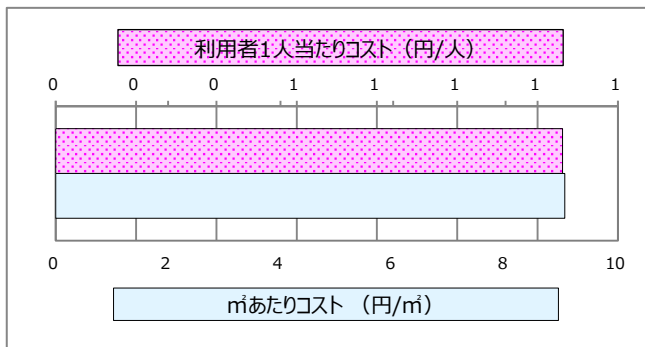 利用者1人当たりコスト（円/人）
0 0 0 1 1 1 1 1
0 2 4 6 8 10
㎡あたりコスト （円/㎡）